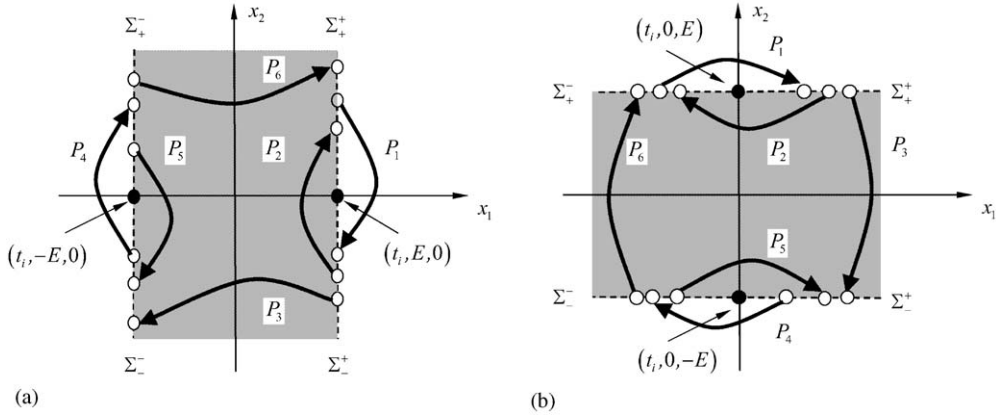 x₂
Σ₊⁻
Σ₊⁺
P₆
P₄
P₅
P₂
P₁
x₁
(tᵢ,-E,0)
(tᵢ,E,0)
P₃
Σ₋⁻
Σ₋⁺
(a)
x₂
(tᵢ,0,E)
P₁
Σ₊⁻
Σ₊⁺
P₆
P₂
P₃
x₁
P₅
Σ₋⁻
Σ₋⁺
P₄
(tᵢ,0,-E)
(b)